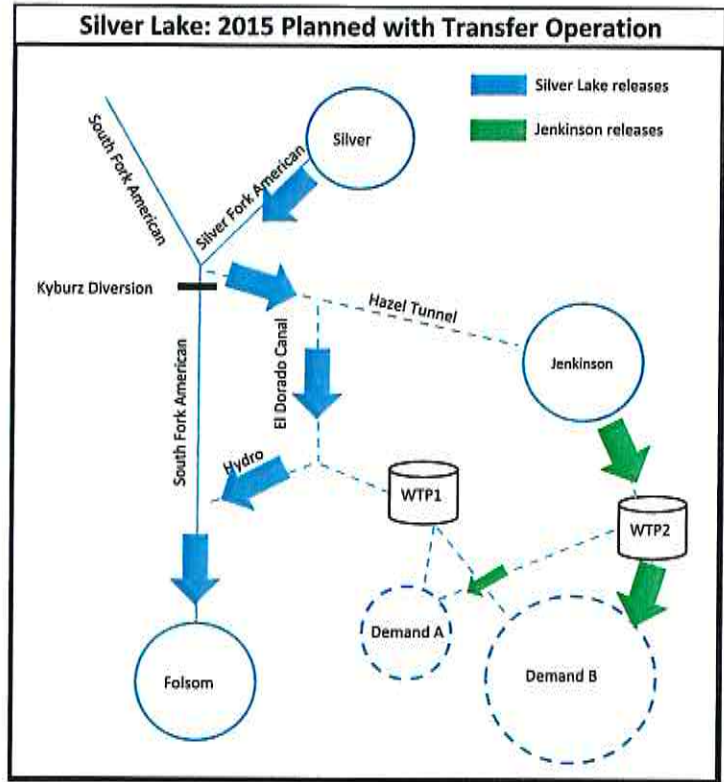 Silver Lake: 2015 Planned with Transfer Operation
Silver Lake releases
Jenkinson releases
South Fork American
Silver
Silver Fork American
Kyburz Diversion
Hazel Tunnel
El Dorado Canal
South Fork American
Jenkinson
Hydro
WTP1
WTP2
Demand A
Demand B
Folsom